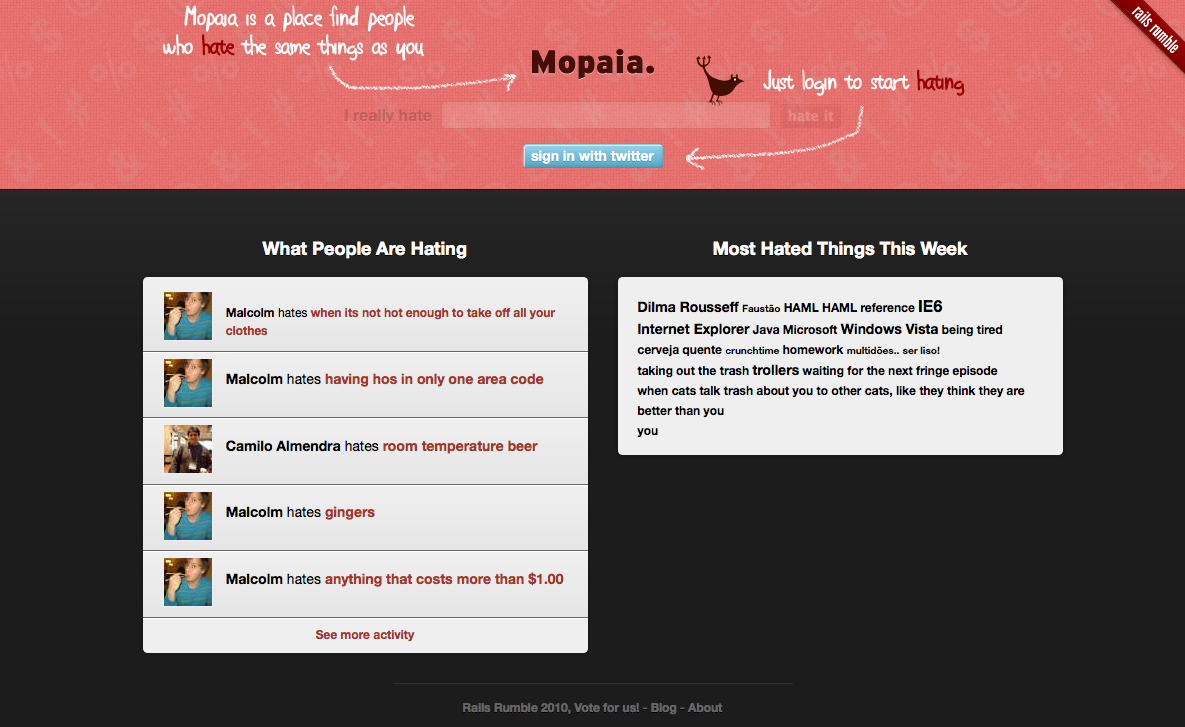 Mopaia is a place find people
who hate the same things as you
rails rumble
Mopaia.
Just login to start hating
I really hate
hate it
sign in with twitter
What People Are Hating
Malcolm hates when its not hot enough to take off all your
clothes
Malcolm hates having hos in only one area code
Camilo Almendra hates room temperature beer
Malcolm hates gingers
Malcolm hates anything that costs more than $1.00
See more activity
Most Hated Things This Week
Dilma Rousseff Faustão HAML HAML reference IE6
Internet Explorer Java Microsoft Windows Vista being tired
cerveja quente crunchtime homework multidões.. ser liso!
taking out the trash trollers waiting for the next fringe episode
when cats talk trash about you to other cats, like they think they are
better than you
you
Rails Rumble 2010, Vote for us! - Blog - About